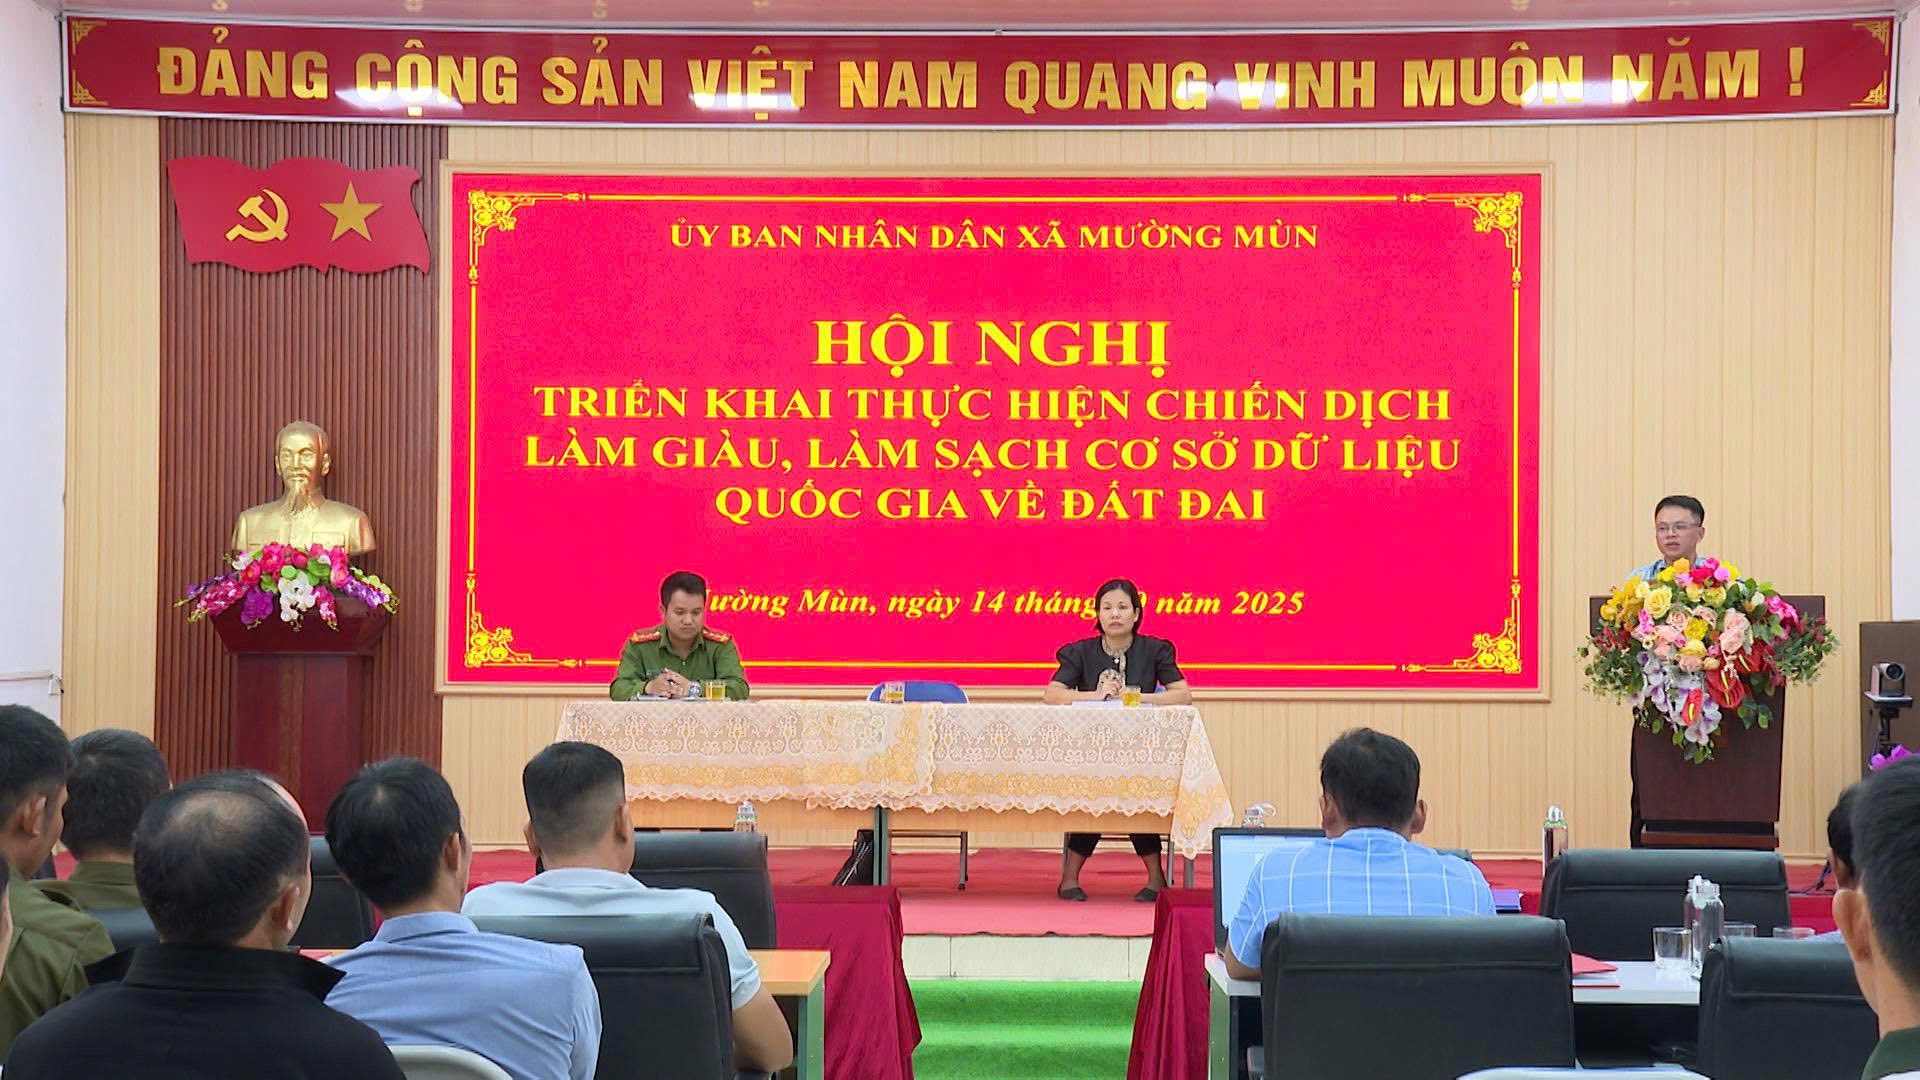 ĐẢNG CỘNG SẢN VIỆT NAM QUANG VINH MUÔN NĂM !
ỦY BAN NHÂN DÂN XÃ MƯỜNG MÙN
HỘI NGHỊ
TRIỂN KHAI THỰC HIỆN CHIẾN DỊCH
LÀM GIÀU, LÀM SẠCH CƠ SỞ DỮ LIỆU
QUỐC GIA VỀ ĐẤT ĐAI
ường Mùn, ngày 14 tháng 0 năm 2025